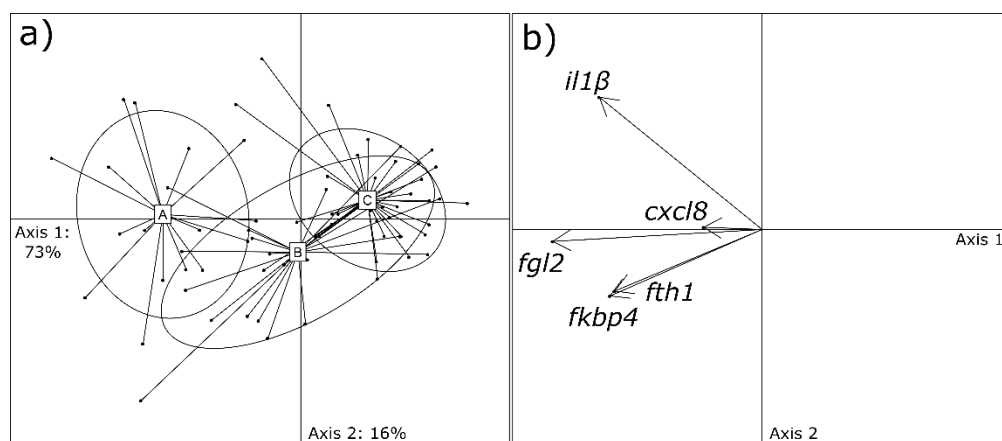 a)
A
C
B
Axis 1:
73%
Axis 2: 16%
b)
il1β
cxcl8
Axis 1
fgl2
fth1
fkbp4
Axis 2